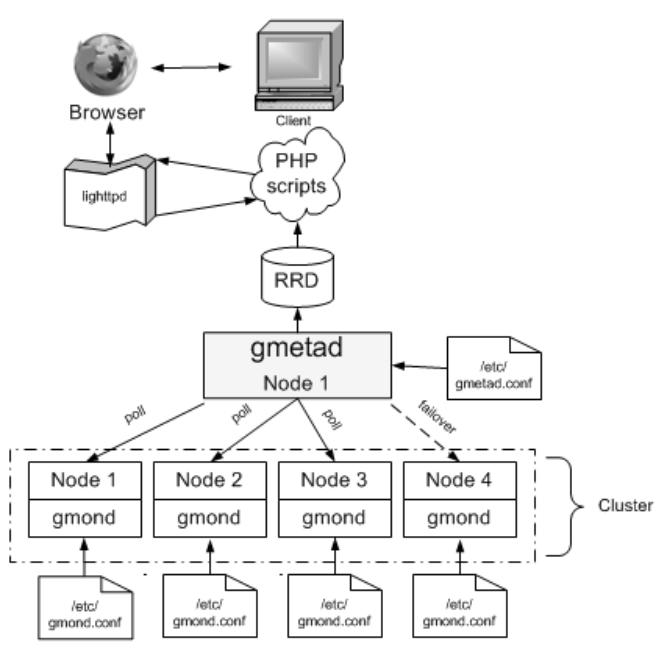 Browser
Client
lighttpd
PHP
scripts
RRD
gmetad
Node 1
/etc/
gmetad.conf
poll
poll
poll
failover
Node 1
Node 2
Node 3
Node 4
gmond
gmond
gmond
gmond
Cluster
/etc/
gmond.conf
/etc/
gmond.conf
/etc/
gmond.conf
/etc/
gmond.conf